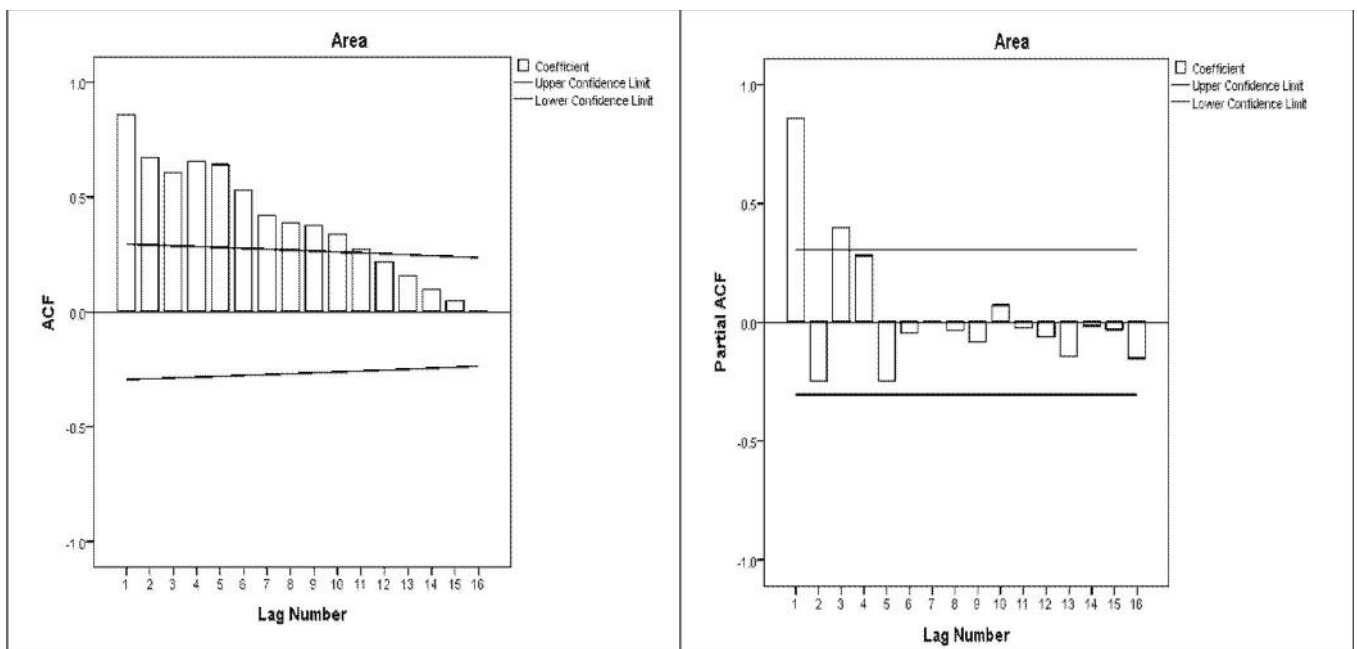 Area
Coefficient
Upper Confidence Limit
Lower Confidence Limit
1.0
0.5
0.0
-0.5
-1.0
ACF
1 2 3 4 5 6 7 8 9 10 11 12 13 14 15 16
Lag Number
Area
Coefficient
Upper Confidence Limit
Lower Confidence Limit
1.0
0.5
0.0
-0.5
-1.0
Partial ACF
1 2 3 4 5 6 7 8 9 10 11 12 13 14 15 16
Lag Number